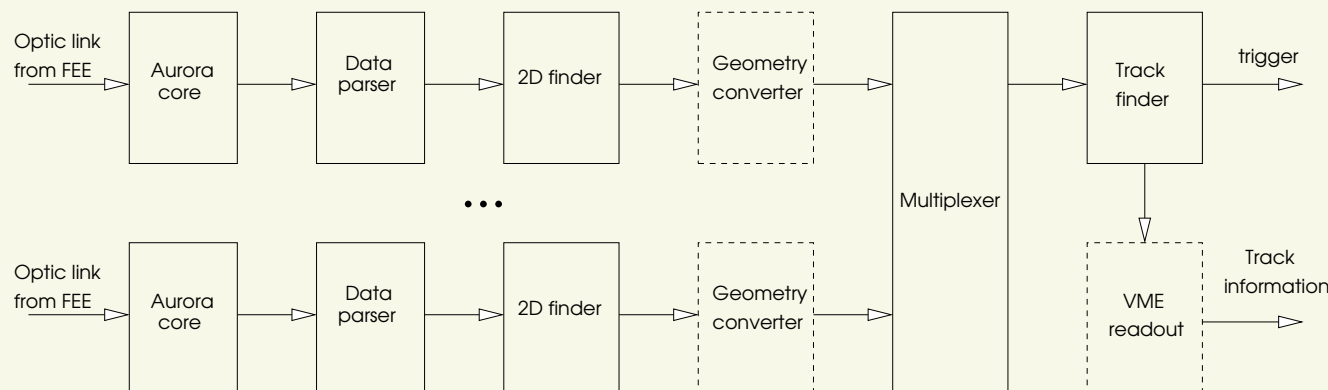 Optic link
from FEE
Aurora
core
Data
parser
2D finder
Geometry
converter
Multiplexer
Track
finder
trigger
Optic link
from FEE
Aurora
core
Data
parser
2D finder
Geometry
converter
VME
readout
Track
information